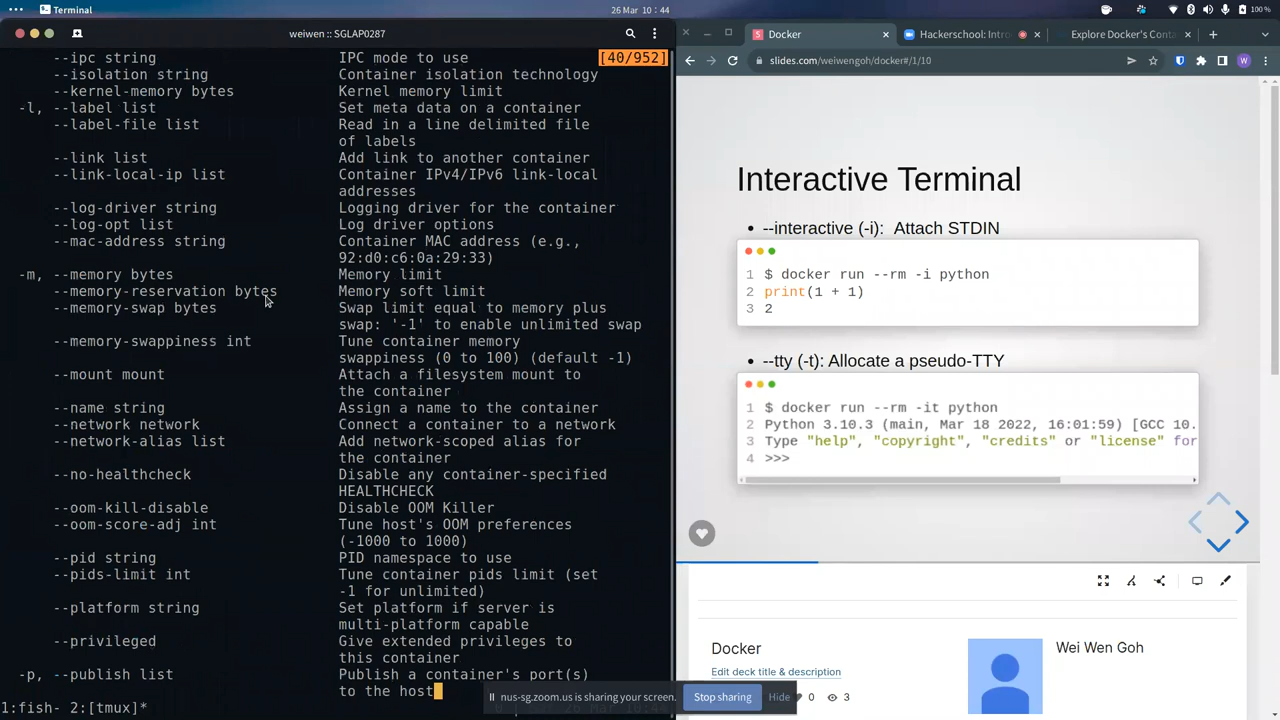 Terminal
26 Mar 10 : 44
100 %
weiwen :: SGLAP0287
[40/952]
--ipc string IPC mode to use
--isolation string Container isolation technology
--kernel-memory bytes Kernel memory limit
-l, --label list Set meta data on a container
--label-file list Read in a line delimited file
of labels
--link list Add link to another container
--link-local-ip list Container IPv4/IPv6 link-local
addresses
--log-driver string Logging driver for the container
--log-opt list Log driver options
--mac-address string Container MAC address (e.g.,
92:d0:c6:0a:29:33)
-m, --memory bytes Memory limit
--memory-reservation bytes Memory soft limit
--memory-swap bytes Swap limit equal to memory plus
swap: '-1' to enable unlimited swap
--memory-swappiness int Tune container memory
swappiness (0 to 100) (default -1)
--mount mount Attach a filesystem mount to
the container
--name string Assign a name to the container
--network network Connect a container to a network
--network-alias list Add network-scoped alias for
the container
--no-healthcheck Disable any container-specified
HEALTHCHECK
--oom-kill-disable Disable OOM Killer
--oom-score-adj int Tune host's OOM preferences
(-1000 to 1000)
--pid string PID namespace to use
--pids-limit int Tune container pids limit (set
-1 for unlimited)
--platform string Set platform if server is
multi-platform capable
--privileged Give extended privileges to
this container
-p, --publish list Publish a container's port(s)
to the host
1:fish- 2:[tmux]*
nus-sg.zoom.us is sharing your screen.
Stop sharing
Hide
Docker
Hackerschool: Intro
Explore Docker's Conta
slides.com/weiwengoh/docker#/1/10
W
Interactive Terminal
• --interactive (-i): Attach STDIN
1 $ docker run --rm -i python
2 print(1 + 1)
3 2
• --tty (-t): Allocate a pseudo-TTY
1 $ docker run --rm -it python
2 Python 3.10.3 (main, Mar 18 2022, 16:01:59) [GCC 10.
3 Type "help", "copyright", "credits" or "license" for
4 >>>
Docker
Edit deck title & description
0
3
Wei Wen Goh